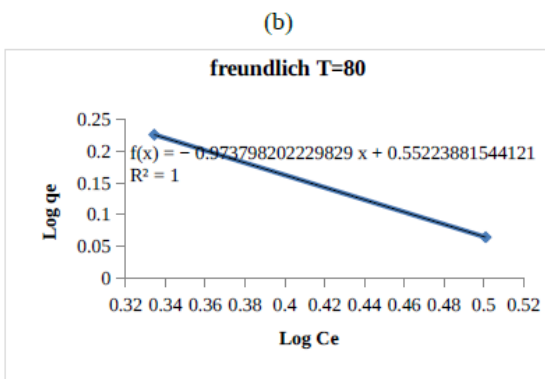 (b)
freundlich T=80
0.25
0.2
0.15
0.1
0.05
0
f(x) = − 0.973798202229829 x + 0.55223881544121
R² = 1
Log qe
0.32 0.34 0.36 0.38 0.4 0.42 0.44 0.46 0.48 0.5 0.52
Log Ce